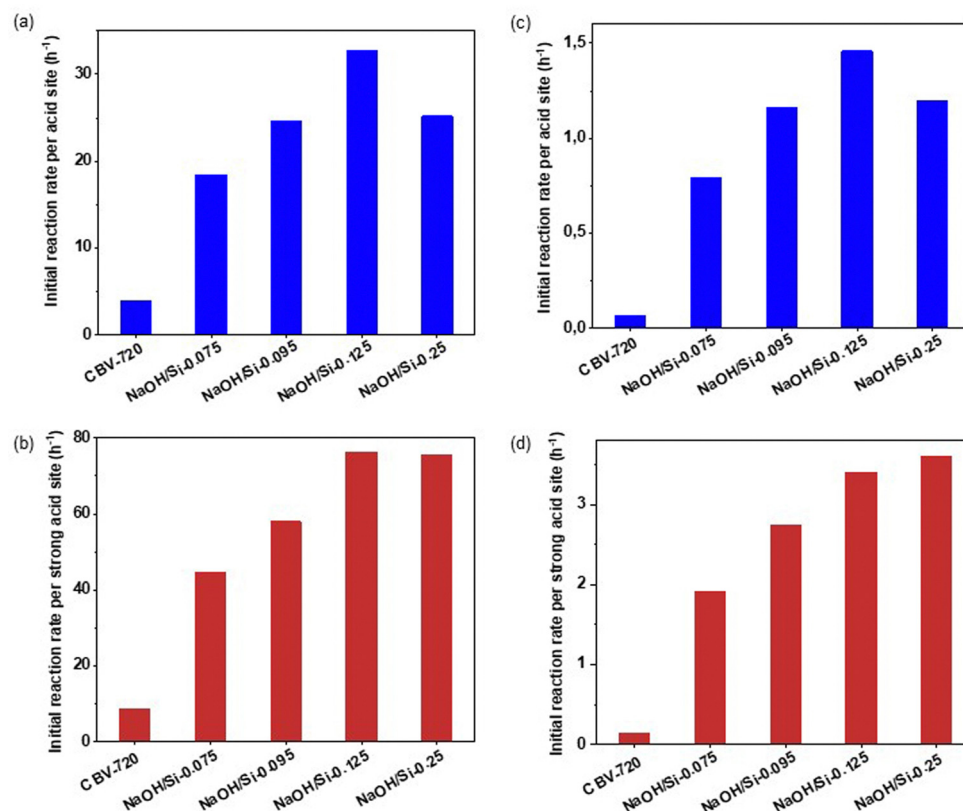 (a)
Initial reaction rate per acid site (h⁻¹)
30
20
10
0
CBV-720
NaOH/Si-0.075
NaOH/Si-0.095
NaOH/Si-0.125
NaOH/Si-0.25
(c)
Initial reaction rate per acid site (h⁻¹)
1,5
1,0
0,5
0,0
CBV-720
NaOH/Si-0.075
NaOH/Si-0.095
NaOH/Si-0.125
NaOH/Si-0.25
(b)
Initial reaction rate per strong acid site (h⁻¹)
80
60
40
20
0
CBV-720
NaOH/Si-0.075
NaOH/Si-0.095
NaOH/Si-0.125
NaOH/Si-0.25
(d)
Initial reaction rate per strong acid site (h⁻¹)
3
2
1
0
CBV-720
NaOH/Si-0.075
NaOH/Si-0.095
NaOH/Si-0.125
NaOH/Si-0.25